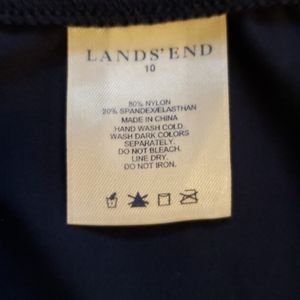 LANDS' END
10
80% NYLON
20% SPANDEX/ELASTHAN
MADE IN CHINA
HAND WASH COLD.
WASH DARK COLORS
SEPARATELY.
DO NOT BLEACH.
LINE DRY.
DO NOT IRON.